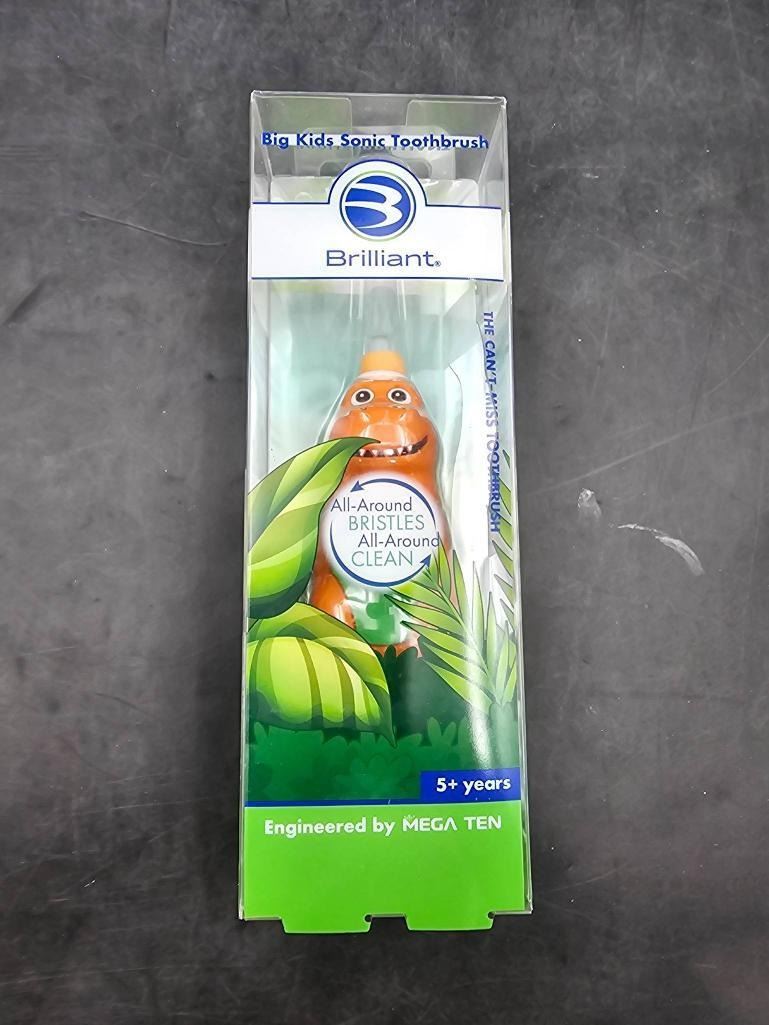 Big Kids Sonic Toothbrush
B
Brilliant®
THE CAN'T-MISS TOOTHBRUSH
All-Around
BRISTLES
All-Around
CLEAN
5+ years
Engineered by MEGA TEN